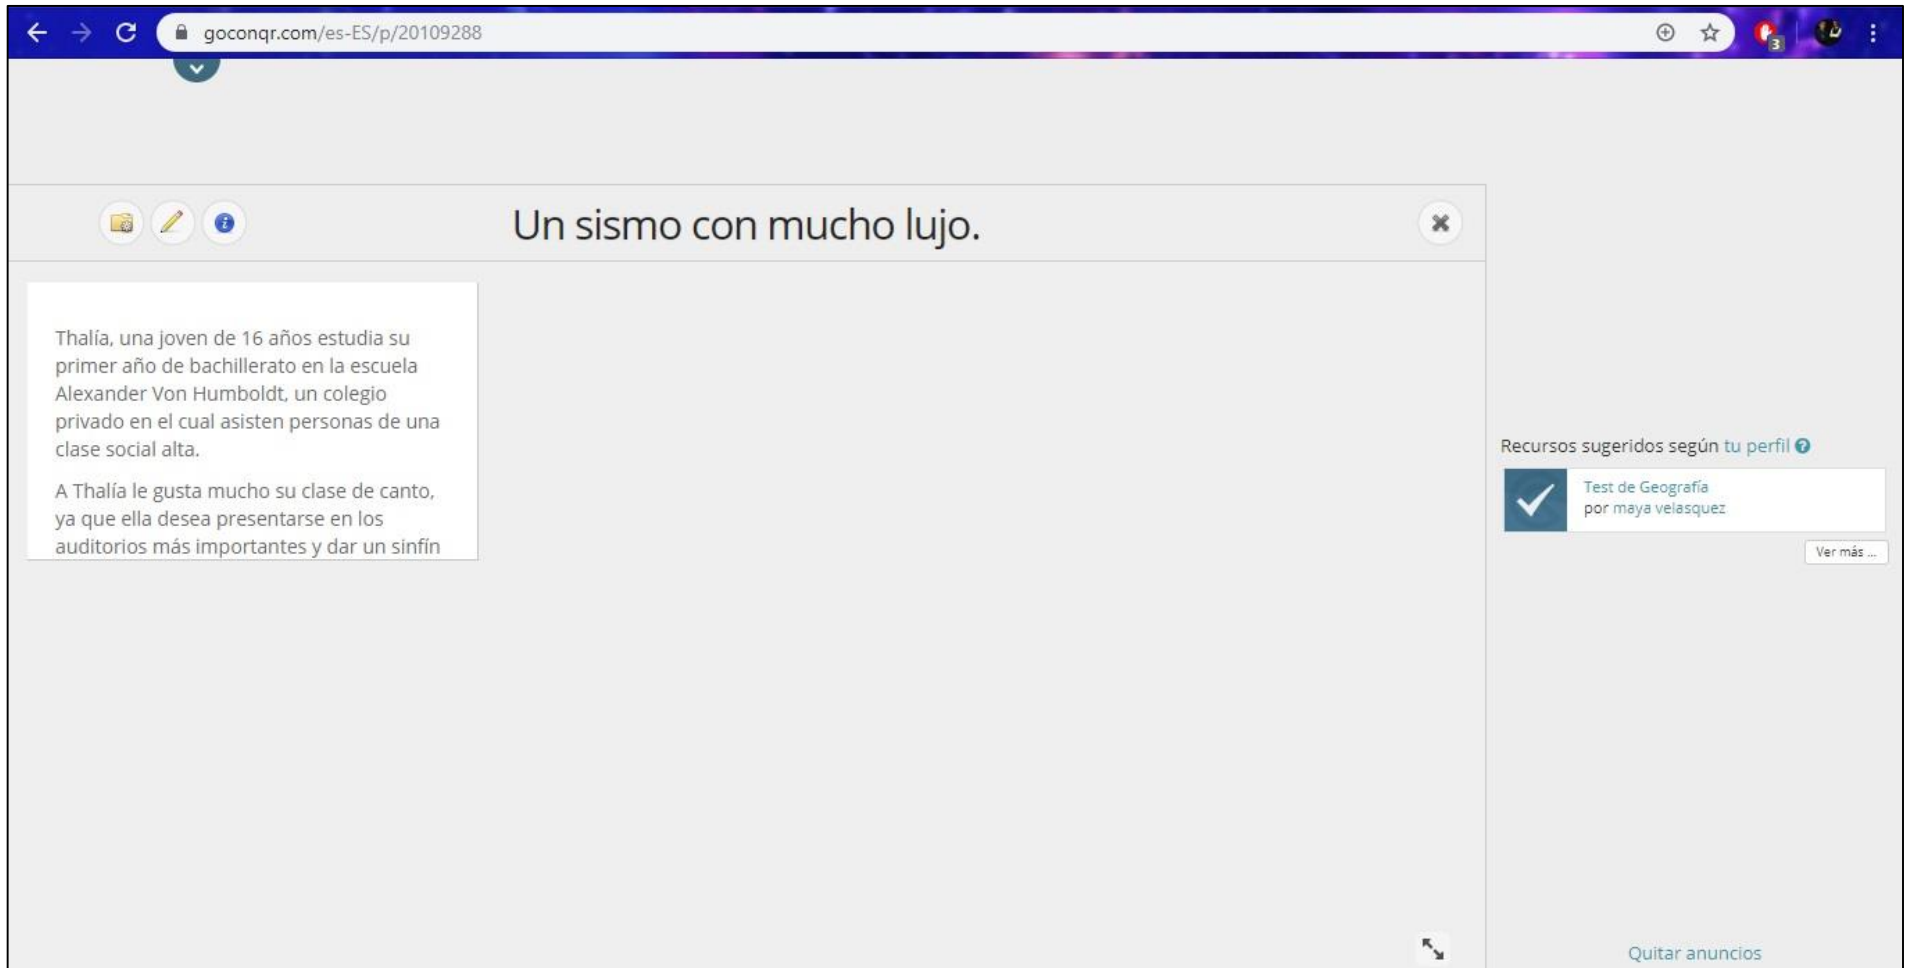 goconqr.com/es-ES/p/20109288
3
Un sismo con mucho lujo.
Thalía, una joven de 16 años estudia su
primer año de bachillerato en la escuela
Alexander Von Humboldt, un colegio
privado en el cual asisten personas de una
clase social alta.
A Thalía le gusta mucho su clase de canto,
ya que ella desea presentarse en los
auditorios más importantes y dar un sinfín
Recursos sugeridos según tu perfil
Test de Geografía
por maya velasquez
Ver más ...
Quitar anuncios